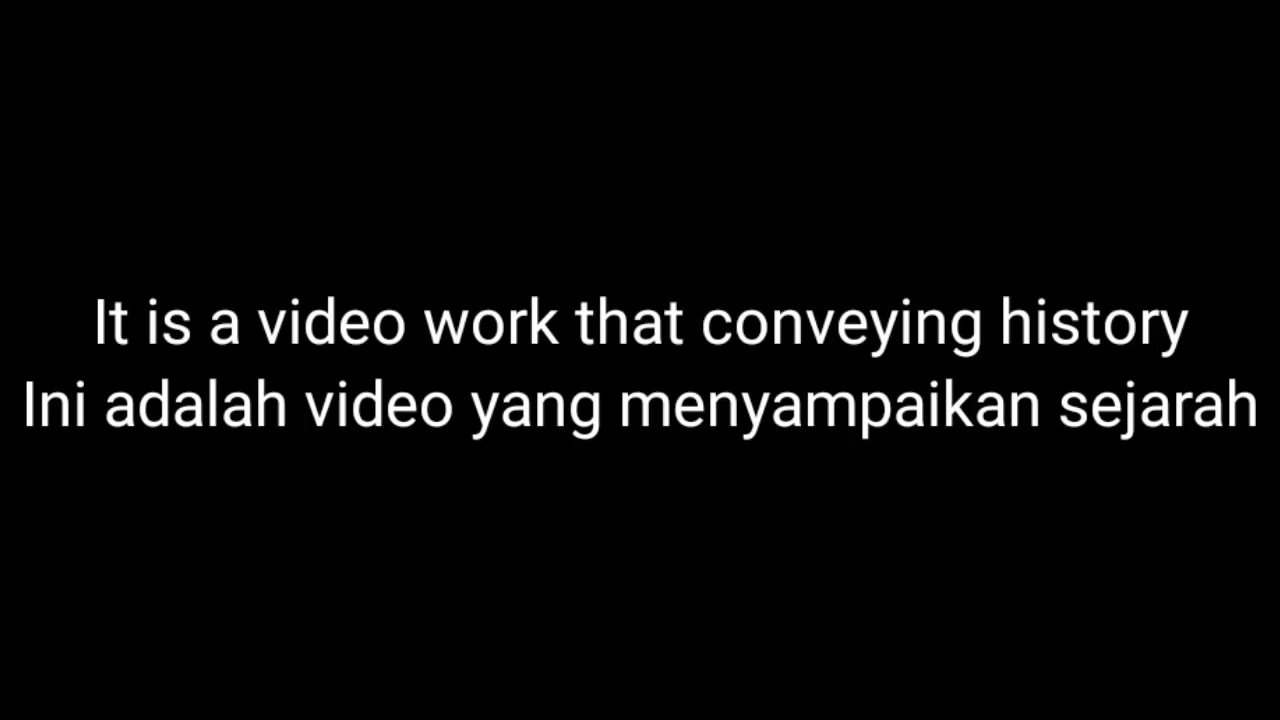 It is a video work that conveying history
Ini adalah video yang menyampaikan sejarah